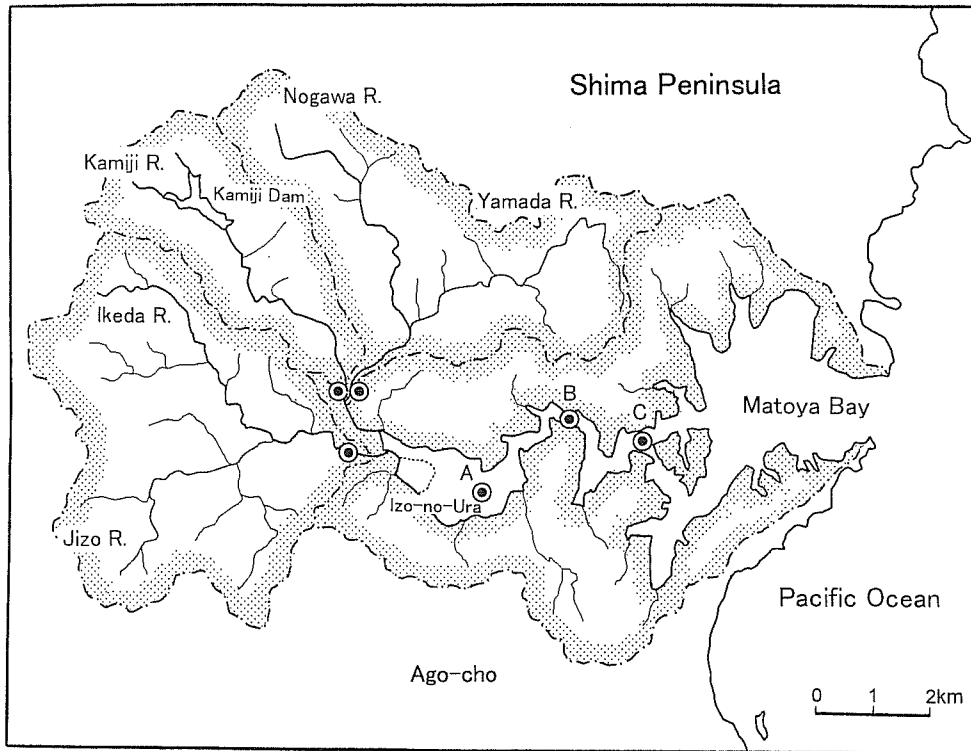 Shima Peninsula
Nogawa R.
Kamiji R.
Kamiji Dam
Yamada R.
Ikeda R.
Matoya Bay
B
C
A
Izo-no-Ura
Jizo R.
Pacific Ocean
Ago-cho
0 1 2km